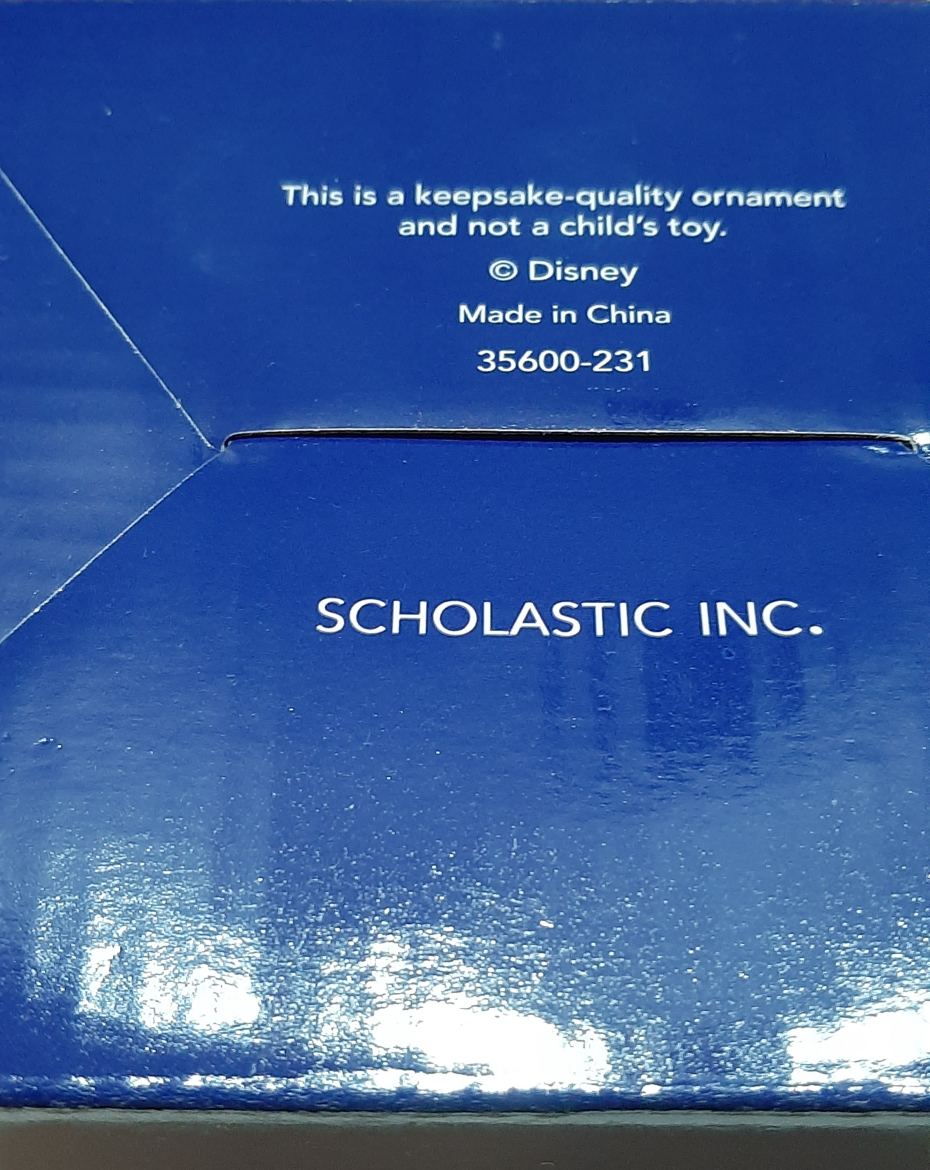 This is a keepsake-quality ornament
and not a child's toy.
© Disney
Made in China
35600-231
SCHOLASTIC INC.